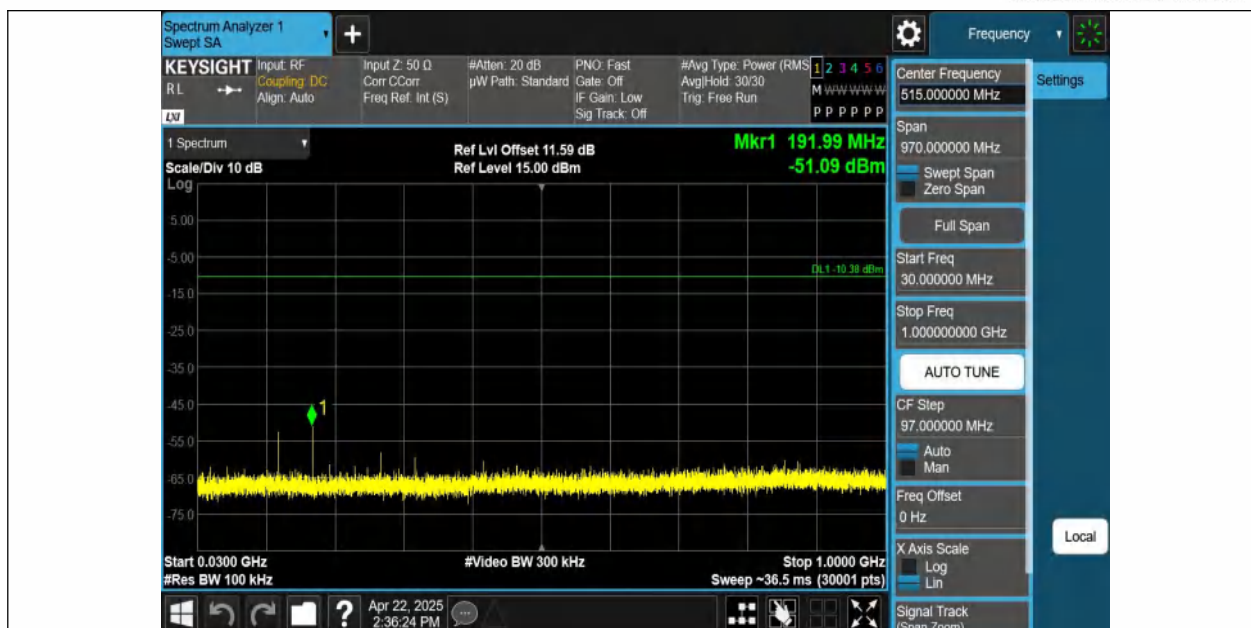 Spectrum Analyzer 1
Swept SA
+
Frequency
KEYSIGHT
RL
LXI
Input: RF
Coupling: DC
Align: Auto
Input Z: 50 Ω
Corr CCorr
Freq Ref: Int (S)
#Atten: 20 dB
µW Path: Standard
PNO: Fast
Gate: Off
IF Gain: Low
Sig Track: Off
#Avg Type: Power (RMS
Avg|Hold: 30/30
Trig: Free Run
1 2 3 4 5 6
M W W W W W
P P P P P P
1 Spectrum
Scale/Div 10 dB
Ref Lvl Offset 11.59 dB
Ref Level 15.00 dBm
Mkr1 191.99 MHz
-51.09 dBm
Log
5.00
-5.00
-15.0
-25.0
-35.0
-45.0
-55.0
-65.0
-75.0
DL1 -10.38 dBm
1
Start 0.0300 GHz
#Res BW 100 kHz
#Video BW 300 kHz
Stop 1.0000 GHz
Sweep ~36.5 ms (30001 pts)
?
Apr 22, 2025
2:36:24 PM
Center Frequency
515.000000 MHz
Settings
Span
970.000000 MHz
Swept Span
Zero Span
Full Span
Start Freq
30.000000 MHz
Stop Freq
1.000000000 GHz
AUTO TUNE
CF Step
97.000000 MHz
Auto
Man
Freq Offset
0 Hz
X Axis Scale
Log
Lin
Local
Signal Track
(Span Zoom)